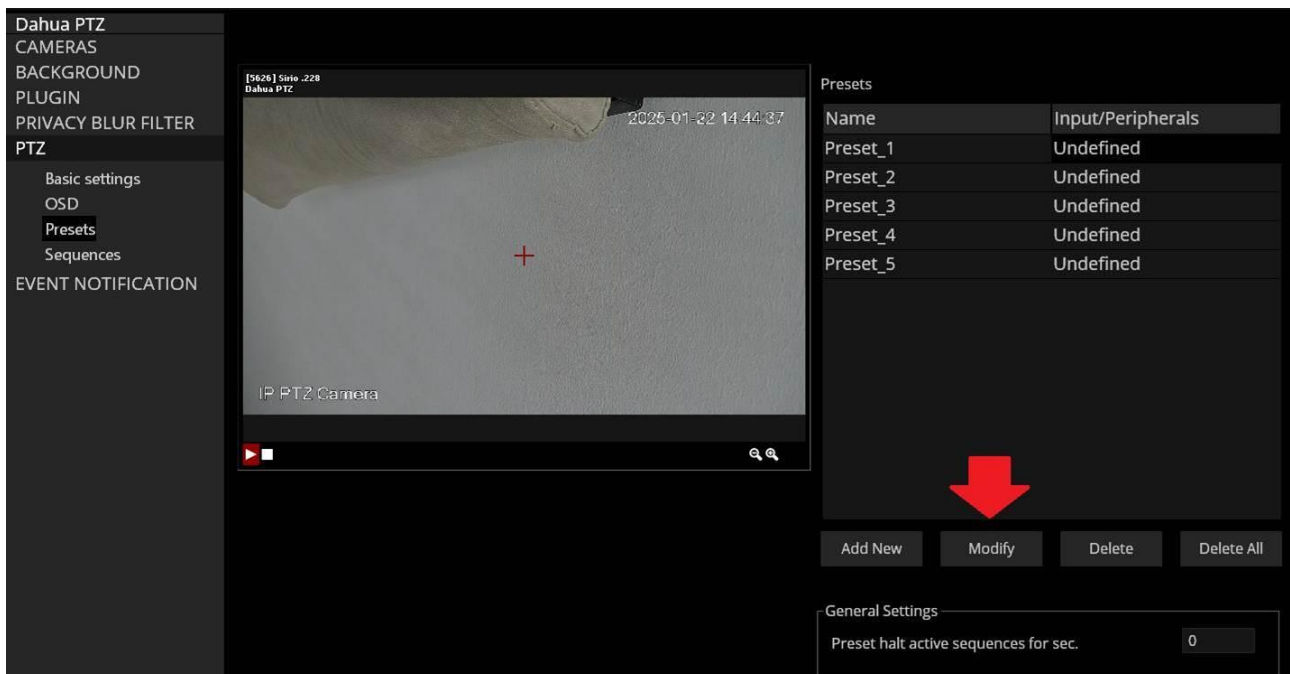 Dahua PTZ
CAMERAS
BACKGROUND
PLUGIN
PRIVACY BLUR FILTER
PTZ
Basic settings
OSD
Presets
Sequences
EVENT NOTIFICATION
[5626] Sirio .228
Dahua PTZ
2025-01-22 14:44:37
IP PTZ Camera
Presets
Name Input/Peripherals
Preset_1 Undefined
Preset_2 Undefined
Preset_3 Undefined
Preset_4 Undefined
Preset_5 Undefined
Add New Modify Delete Delete All
General Settings
Preset halt active sequences for sec. 0